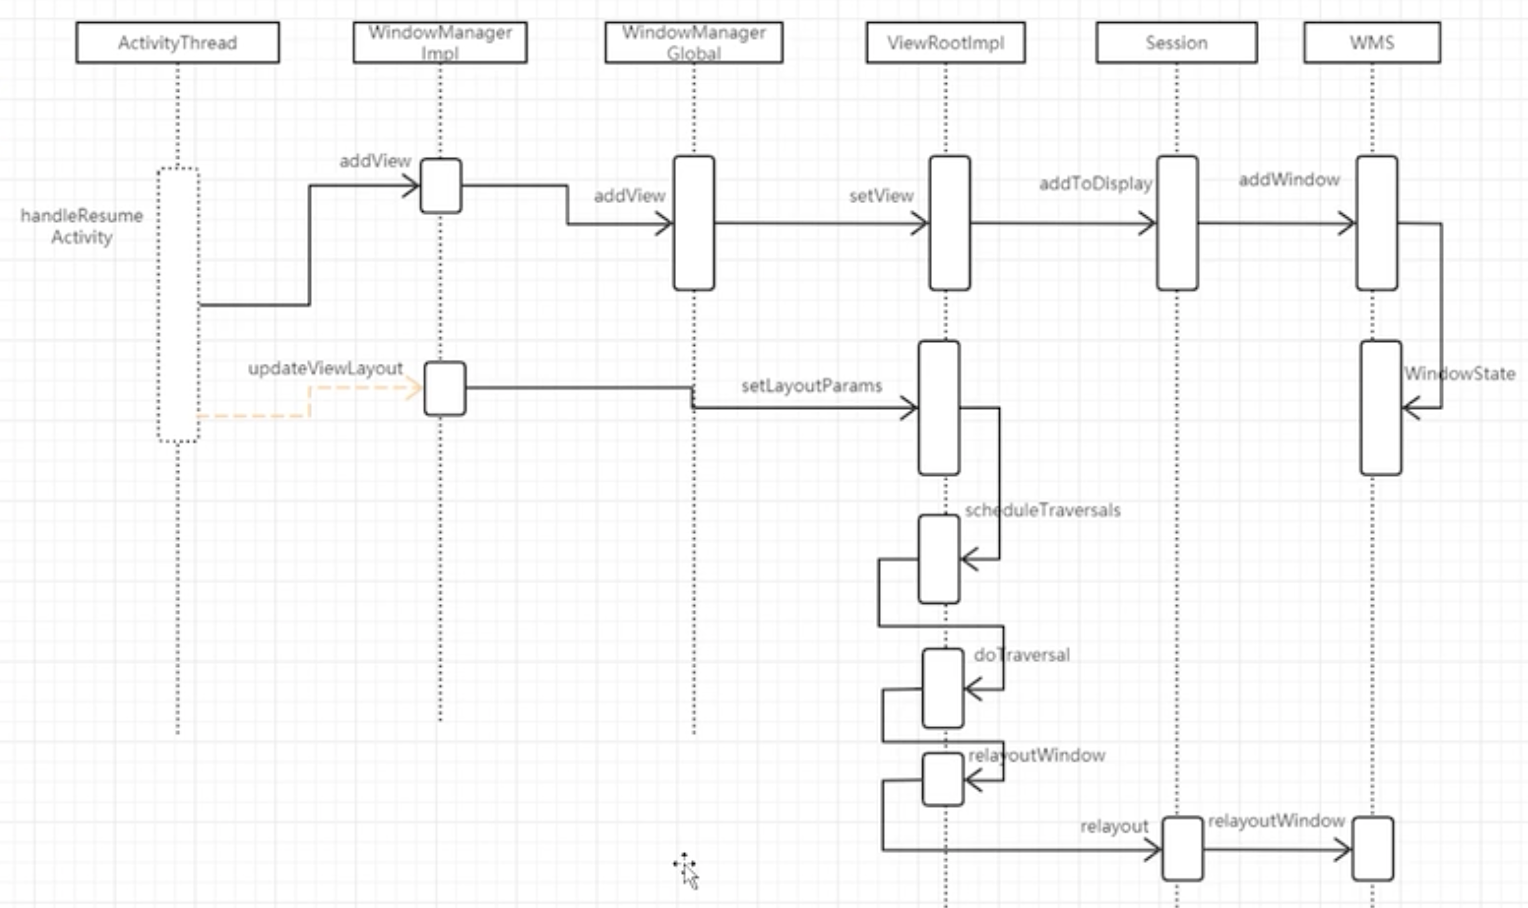 ActivityThread
WindowManager
Impl
WindowManager
Global
ViewRootImpl
Session
WMS
addView
handleResume
Activity
addView
setView
addToDisplay
addWindow
updateViewLayout
setLayoutParams
WindowState
scheduleTraversals
doTraversal
relayoutWindow
relayout
relayoutWindow